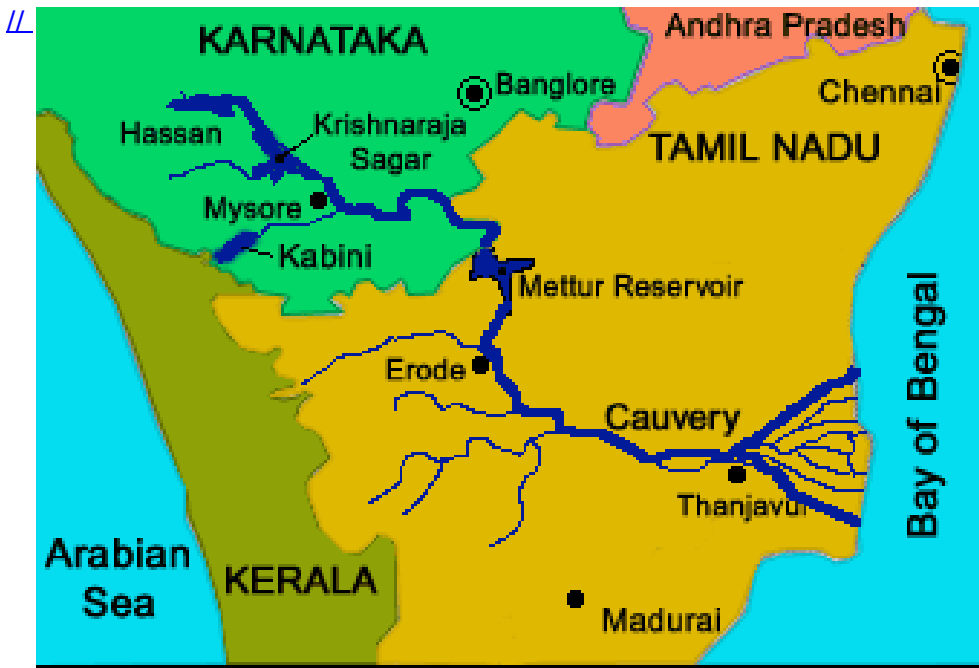 //
KARNATAKA
Andhra Pradesh
Banglore
Chennai
Hassan
Krishnaraja
Sagar
TAMIL NADU
Mysore
Kabini
Mettur Reservoir
Erode
Cauvery
Bay of Bengal
Thanjavur
Arabian
Sea
KERALA
Madurai